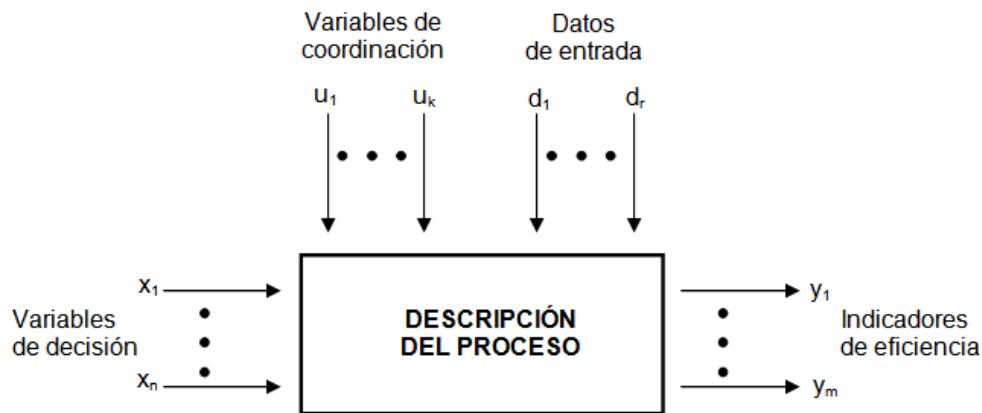 Variables de
coordinación
Datos
de entrada
u1
uk
d1
dr
x1
Variables
de decisión
xn
DESCRIPCIÓN
DEL PROCESO
y1
Indicadores
de eficiencia
ym